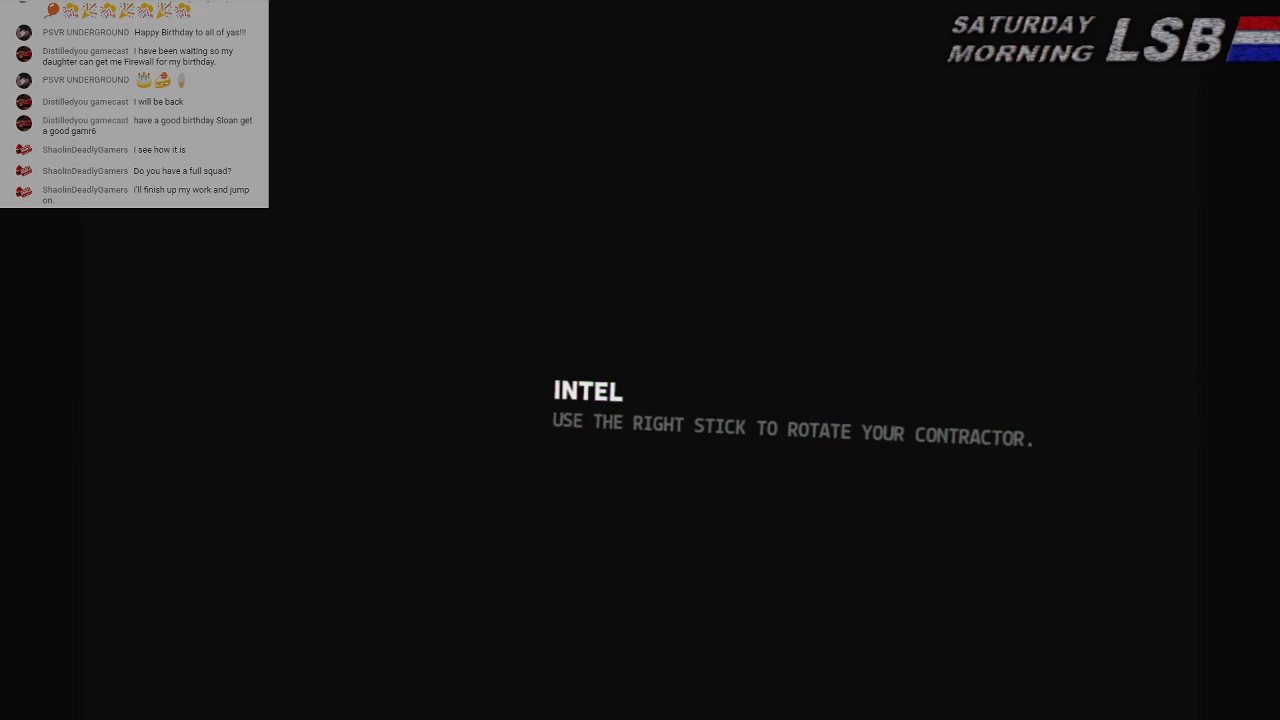 PSVR UNDERGROUND Happy Birthday to all of yas!!!
Distilledyou gamecast I have been waiting so my
daughter can get me Firewall for my birthday.
PSVR UNDERGROUND 🎂🍰🍦
Distilledyou gamecast I will be back
Distilledyou gamecast have a good birthday Sloan get
a good gamr6
ShaolinDeadlyGamers I see how it is
ShaolinDeadlyGamers Do you have a full squad?
ShaolinDeadlyGamers I'll finish up my work and jump
on.
SATURDAY
MORNING LSB
INTEL
USE THE RIGHT STICK TO ROTATE YOUR CONTRACTOR.